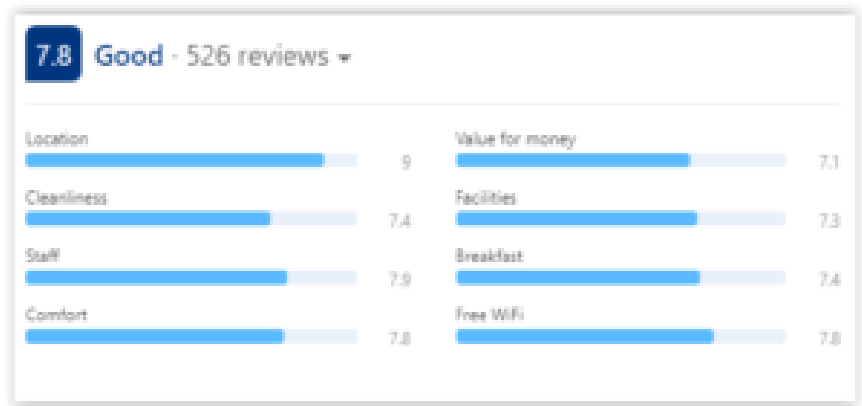 7.8 Good · 526 reviews
Location 9
Cleanliness 7.4
Staff 7.9
Comfort 7.8
Value for money 7.1
Facilities 7.3
Breakfast 7.4
Free WiFi 7.8